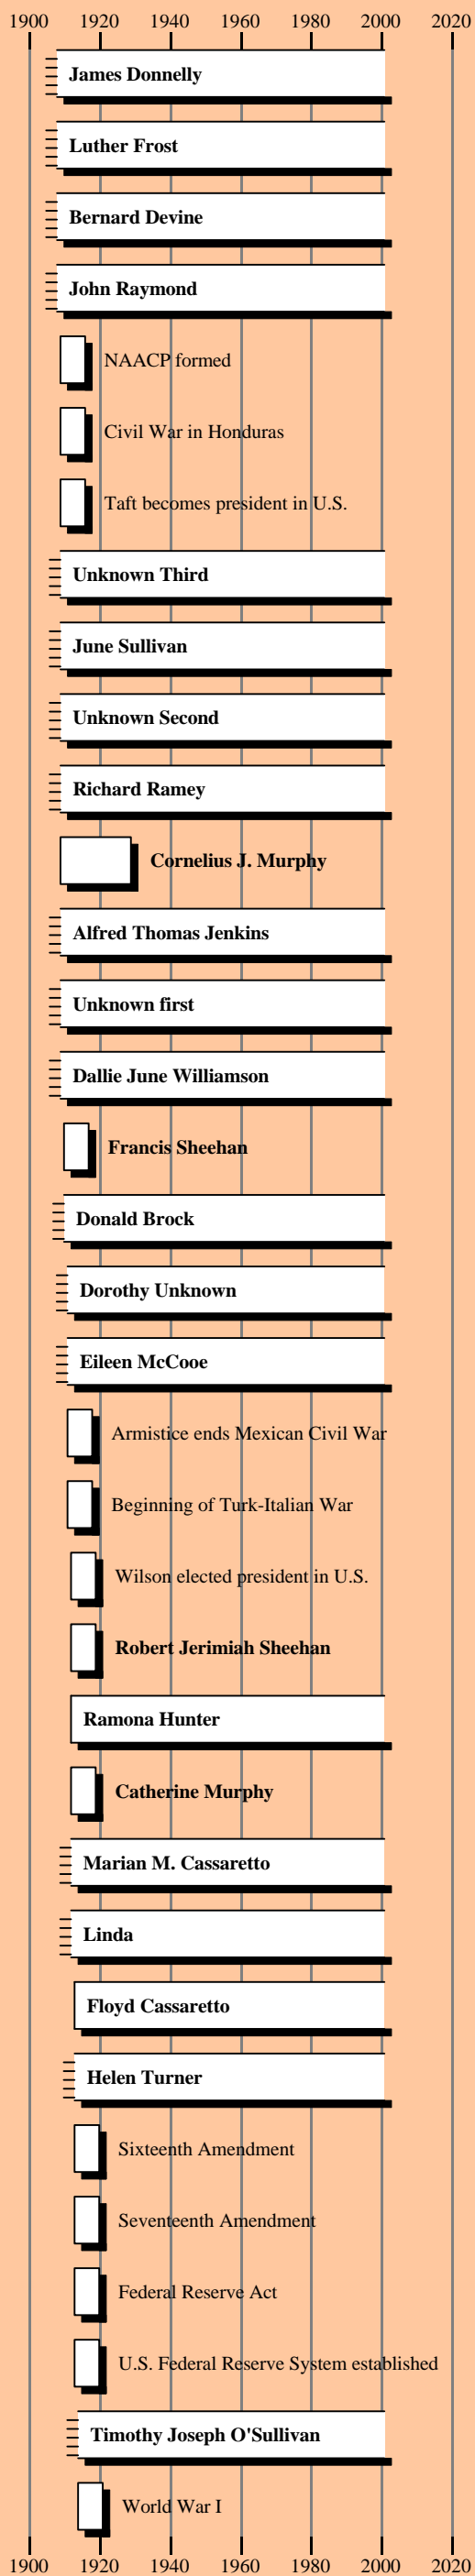 1900 1920 1940 1960 1980 2000 2020
James Donnelly
Luther Frost
Bernard Devine
John Raymond
NAACP formed
Civil War in Honduras
Taft becomes president in U.S.
Unknown Third
June Sullivan
Unknown Second
Richard Ramey
Cornelius J. Murphy
Alfred Thomas Jenkins
Unknown first
Dallie June Williamson
Francis Sheehan
Donald Brock
Dorothy Unknown
Eileen McCooe
Armistice ends Mexican Civil War
Beginning of Turk-Italian War
Wilson elected president in U.S.
Robert Jerimiah Sheehan
Ramona Hunter
Catherine Murphy
Marian M. Cassaretto
Linda
Floyd Cassaretto
Helen Turner
Sixteenth Amendment
Seventeenth Amendment
Federal Reserve Act
U.S. Federal Reserve System established
Timothy Joseph O'Sullivan
World War I
1900 1920 1940 1960 1980 2000 2020